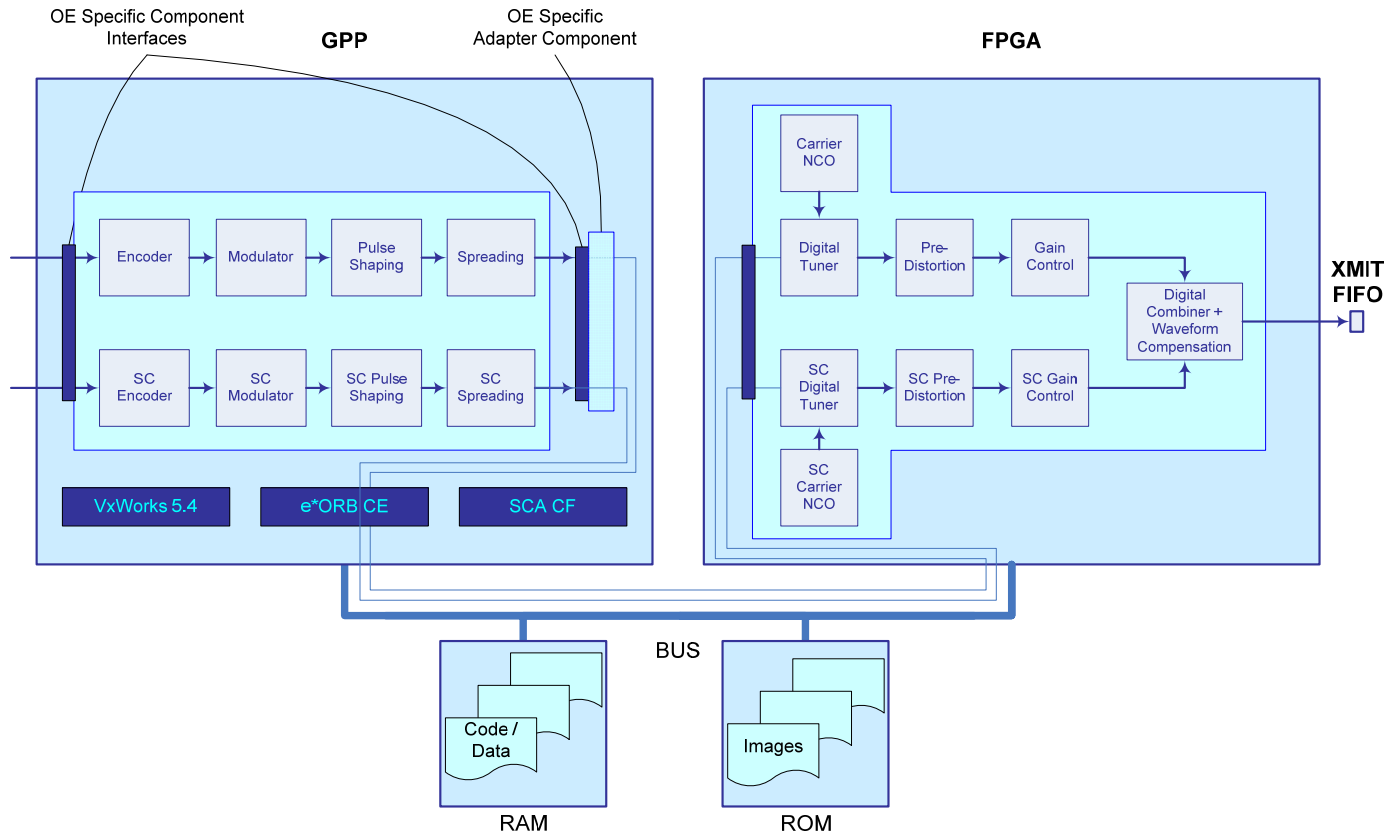 OE Specific Component
Interfaces
OE Specific
Adapter Component
GPP
FPGA
Carrier
NCO
Encoder
Modulator
Pulse
Shaping
Spreading
Digital
Tuner
Pre-
Distortion
Gain
Control
XMIT
FIFO
Digital
Combiner +
Waveform
Compensation
SC
Encoder
SC
Modulator
SC Pulse
Shaping
SC
Spreading
SC
Digital
Tuner
SC Pre-
Distortion
SC Gain
Control
SC
Carrier
NCO
VxWorks 5.4
e*ORB CE
SCA CF
BUS
Code /
Data
Images
RAM
ROM